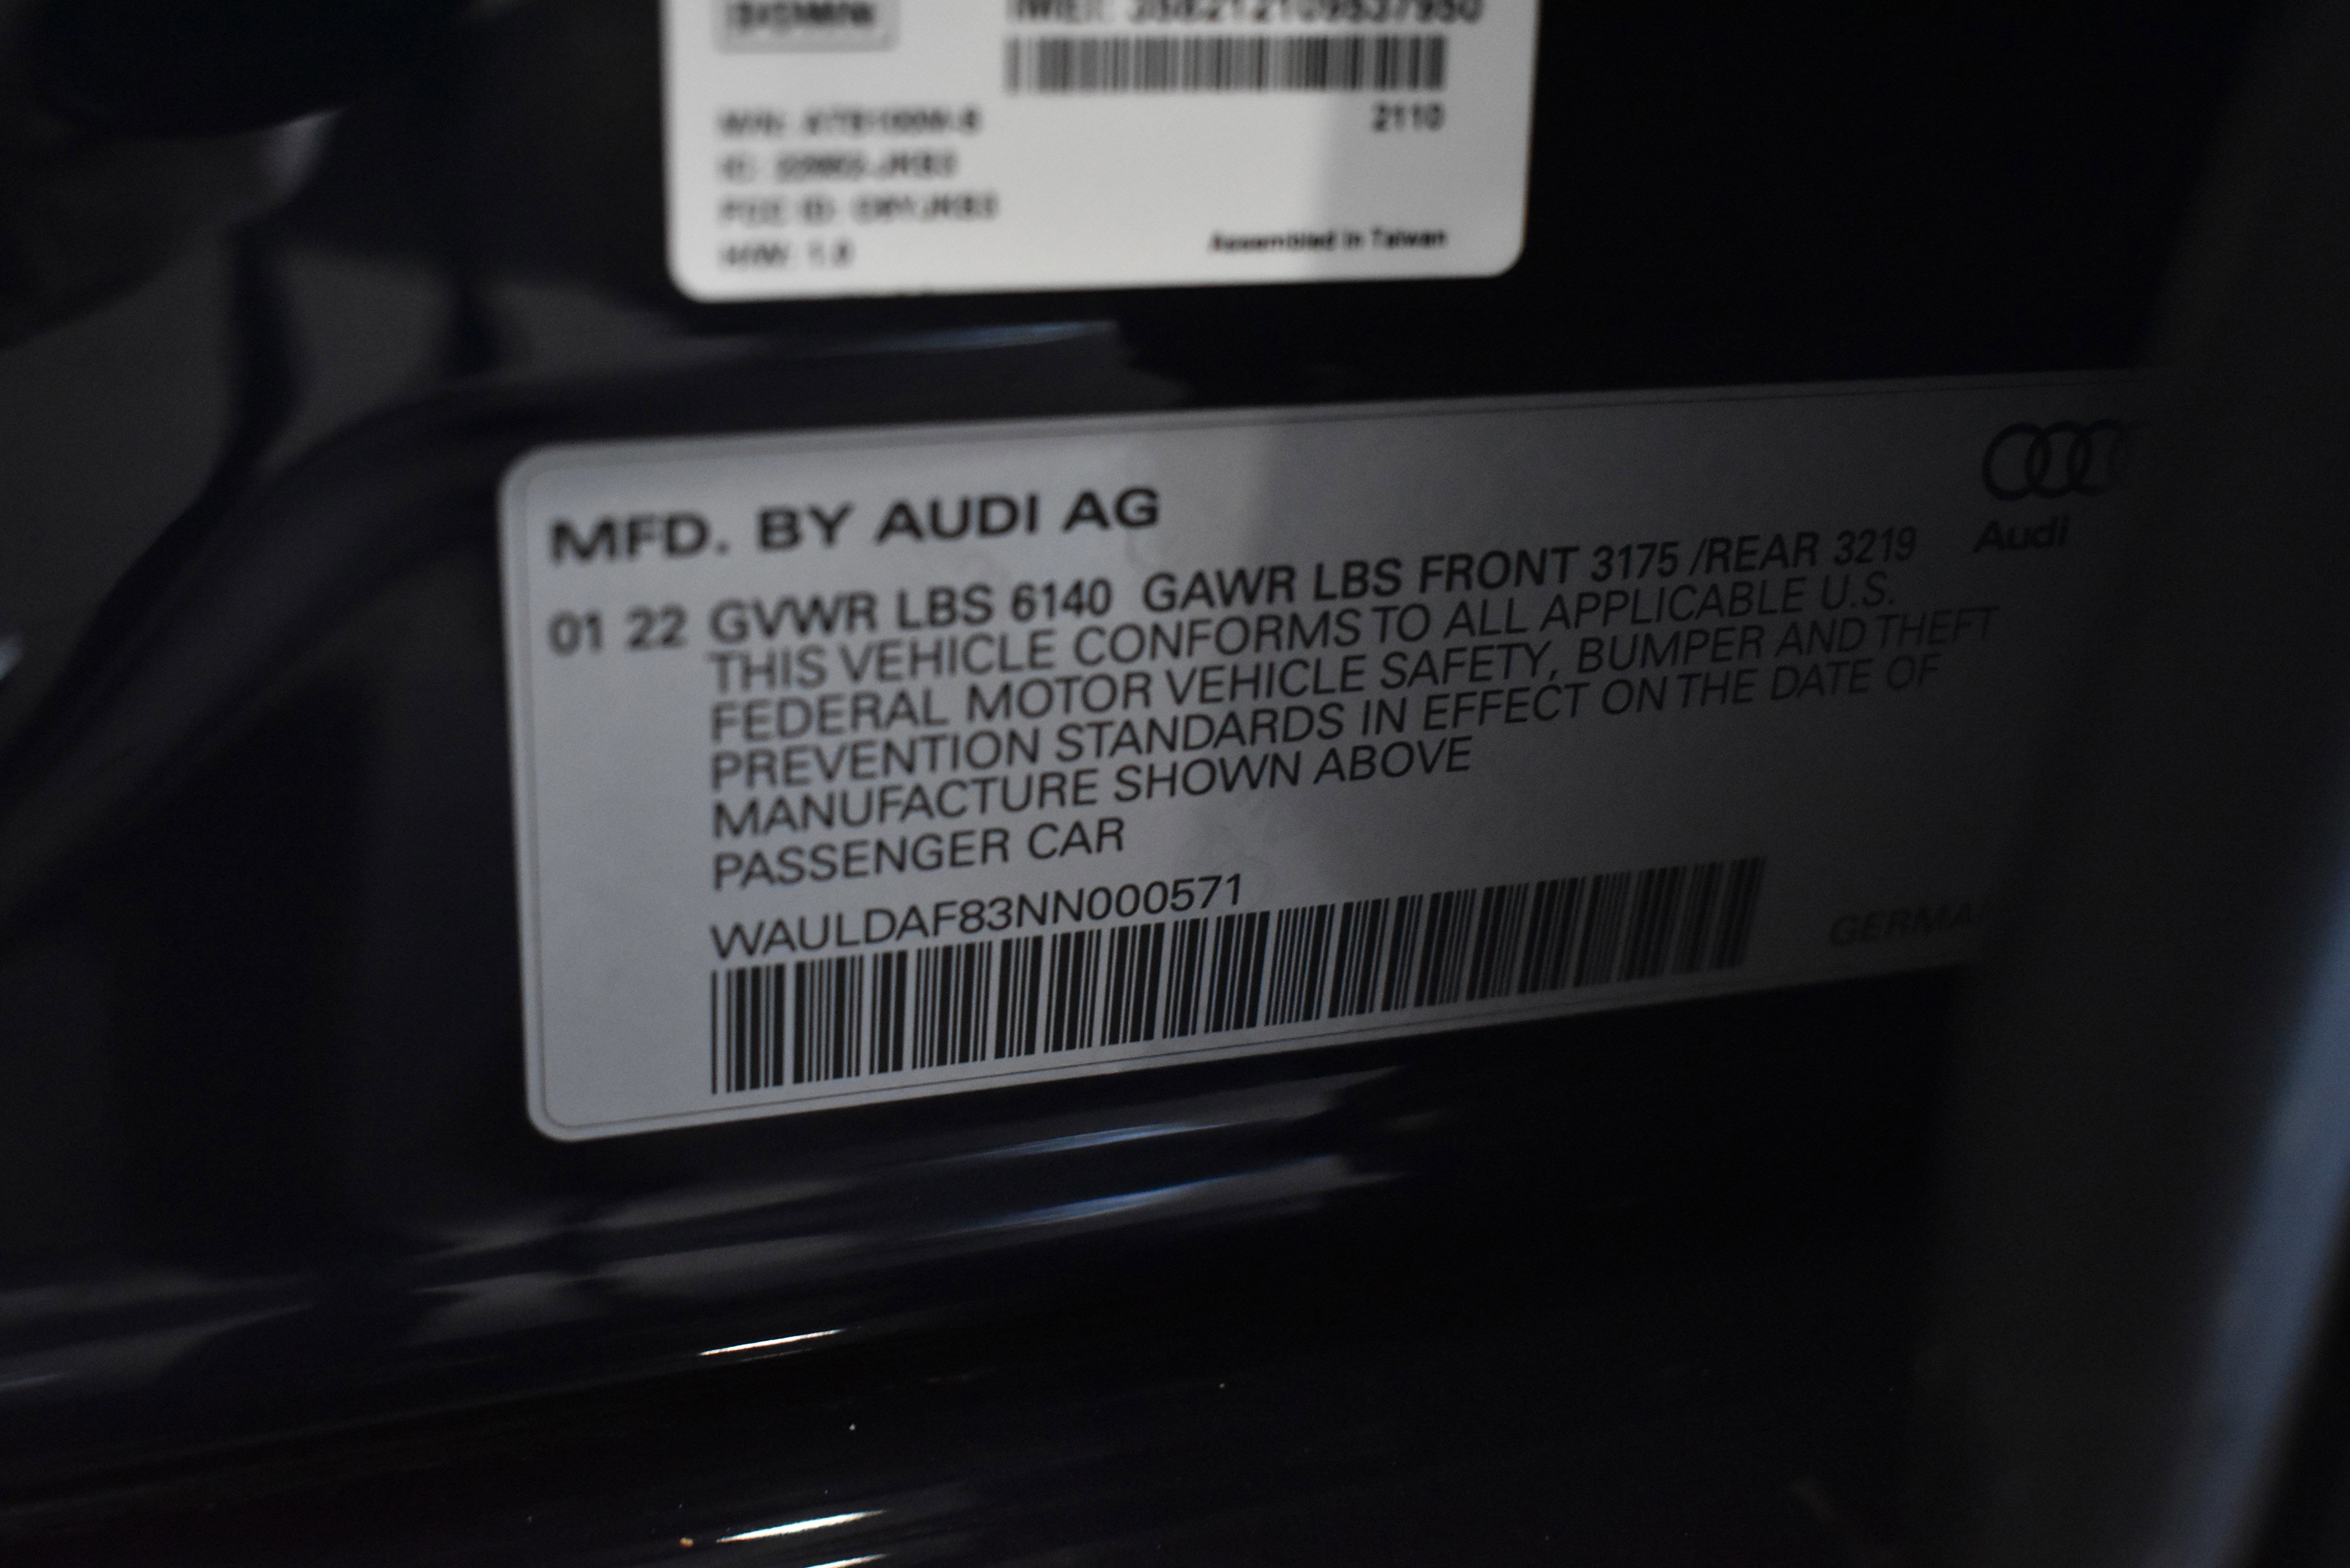 2110
H/W: 1.0
Assembled in Taiwan
MFD. BY AUDI AG
Audi
01 22 GVWR LBS 6140 GAWR LBS FRONT 3175 /REAR 3219
THIS VEHICLE CONFORMS TO ALL APPLICABLE U.S.
FEDERAL MOTOR VEHICLE SAFETY, BUMPER AND THEFT
PREVENTION STANDARDS IN EFFECT ON THE DATE OF
MANUFACTURE SHOWN ABOVE
PASSENGER CAR
WAULDAF83NN000571